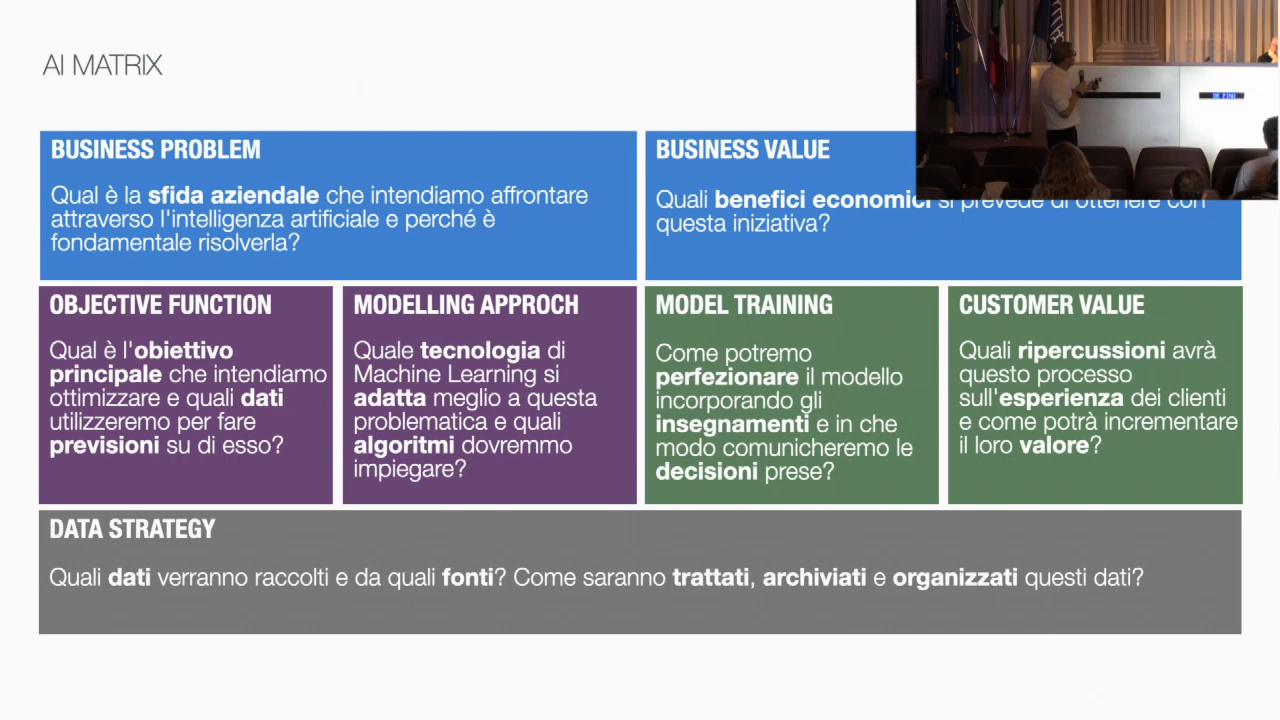 AI MATRIX
BUSINESS PROBLEM
Qual è la sfida aziendale che intendiamo affrontare
attraverso l'intelligenza artificiale e perché è
fondamentale risolverla?
BUSINESS VALUE
Quali benefici economici si prevede di ottenere con
questa iniziativa?
OBJECTIVE FUNCTION
Qual è l'obiettivo
principale che intendiamo
ottimizzare e quali dati
utilizzeremo per fare
previsioni su di esso?
MODELLING APPROCH
Quale tecnologia di
Machine Learning si
adatta meglio a questa
problematica e quali
algoritmi dovremmo
impiegare?
MODEL TRAINING
Come potremo
perfezionare il modello
incorporando gli
insegnamenti e in che
modo comunicheremo le
decisioni prese?
CUSTOMER VALUE
Quali ripercussioni avrà
questo processo
sull'esperienza dei clienti
e come potrà incrementare
il loro valore?
DATA STRATEGY
Quali dati verranno raccolti e da quali fonti? Come saranno trattati, archiviati e organizzati questi dati?